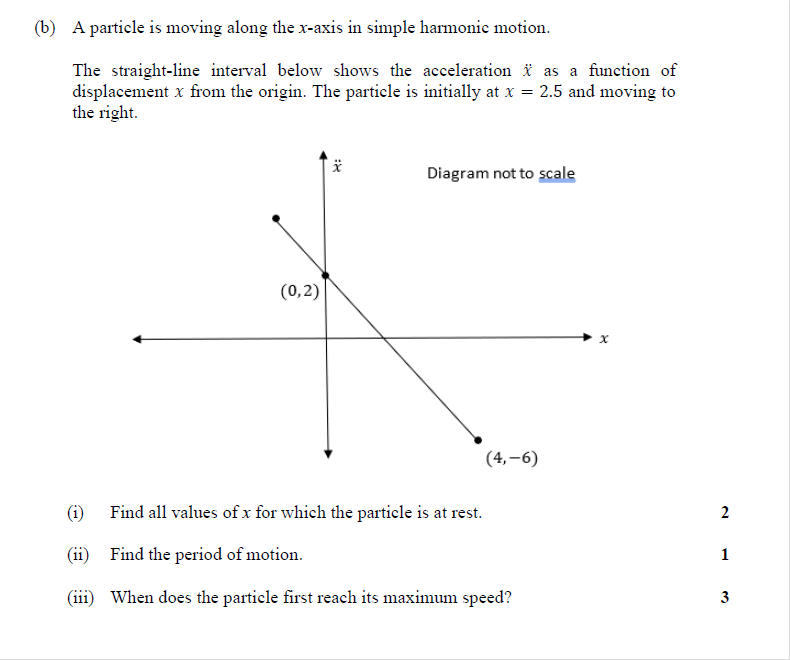 (b) A particle is moving along the x-axis in simple harmonic motion.
The straight-line interval below shows the acceleration ẍ as a function of
displacement x from the origin. The particle is initially at x = 2.5 and moving to
the right.
ẍ
Diagram not to scale
(0,2)
x
(4,−6)
(i) Find all values of x for which the particle is at rest. 2
(ii) Find the period of motion. 1
(iii) When does the particle first reach its maximum speed? 3